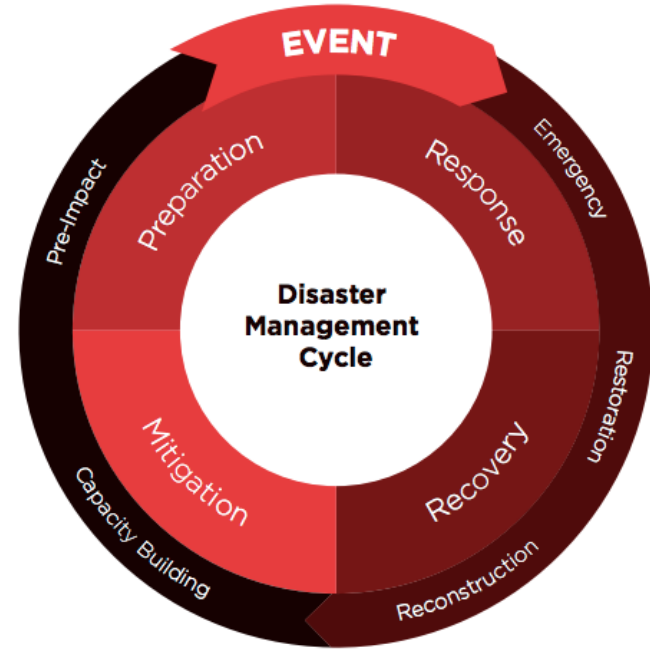 EVENT
Preparation
Response
Pre-Impact
Emergency
Disaster
Management
Cycle
Restoration
Mitigation
Recovery
Capacity Building
Reconstruction